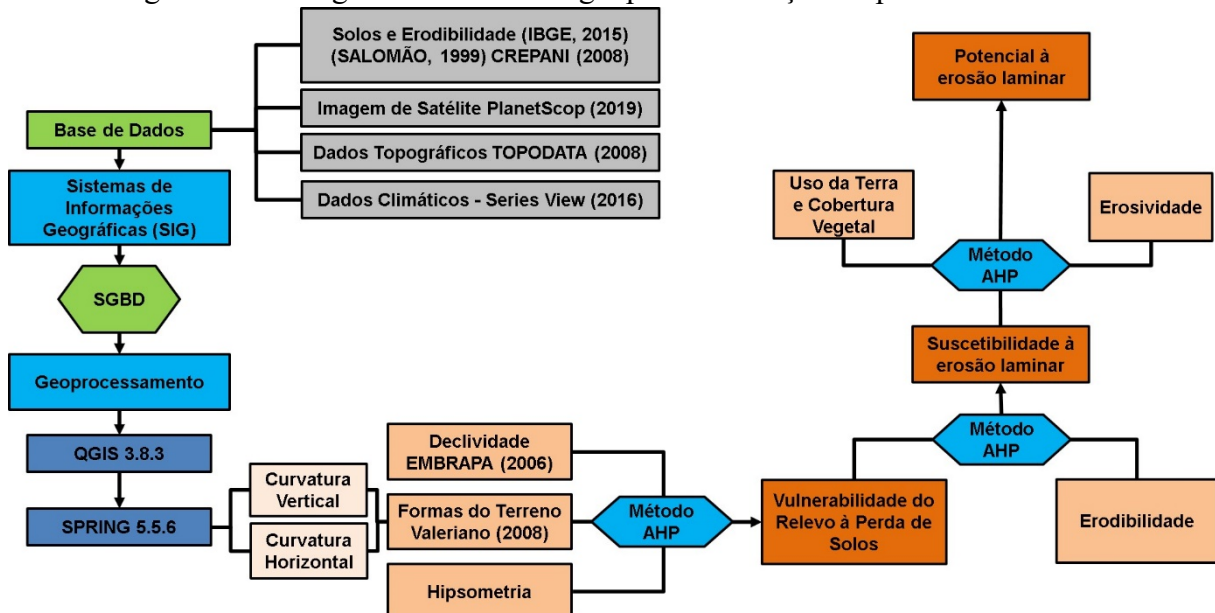 Solos e Erodibilidade (IBGE, 2015)
(SALOMÃO, 1999) CREPANI (2008)
Imagem de Satélite PlanetScop (2019)
Dados Topográficos TOPODATA (2008)
Dados Climáticos - Series View (2016)
Base de Dados
Sistemas de
Informações
Geográficas (SIG)
SGBD
Geoprocessamento
QGIS 3.8.3
SPRING 5.5.6
Curvatura
Vertical
Curvatura
Horizontal
Declividade
EMBRAPA (2006)
Formas do Terreno
Valeriano (2008)
Hipsometria
Método
AHP
Vulnerabilidade do
Relevo à Perda de
Solos
Erodibilidade
Método
AHP
Suscetibilidade à
erosão laminar
Uso da Terra
e Cobertura
Vegetal
Método
AHP
Erosividade
Potencial à
erosão laminar